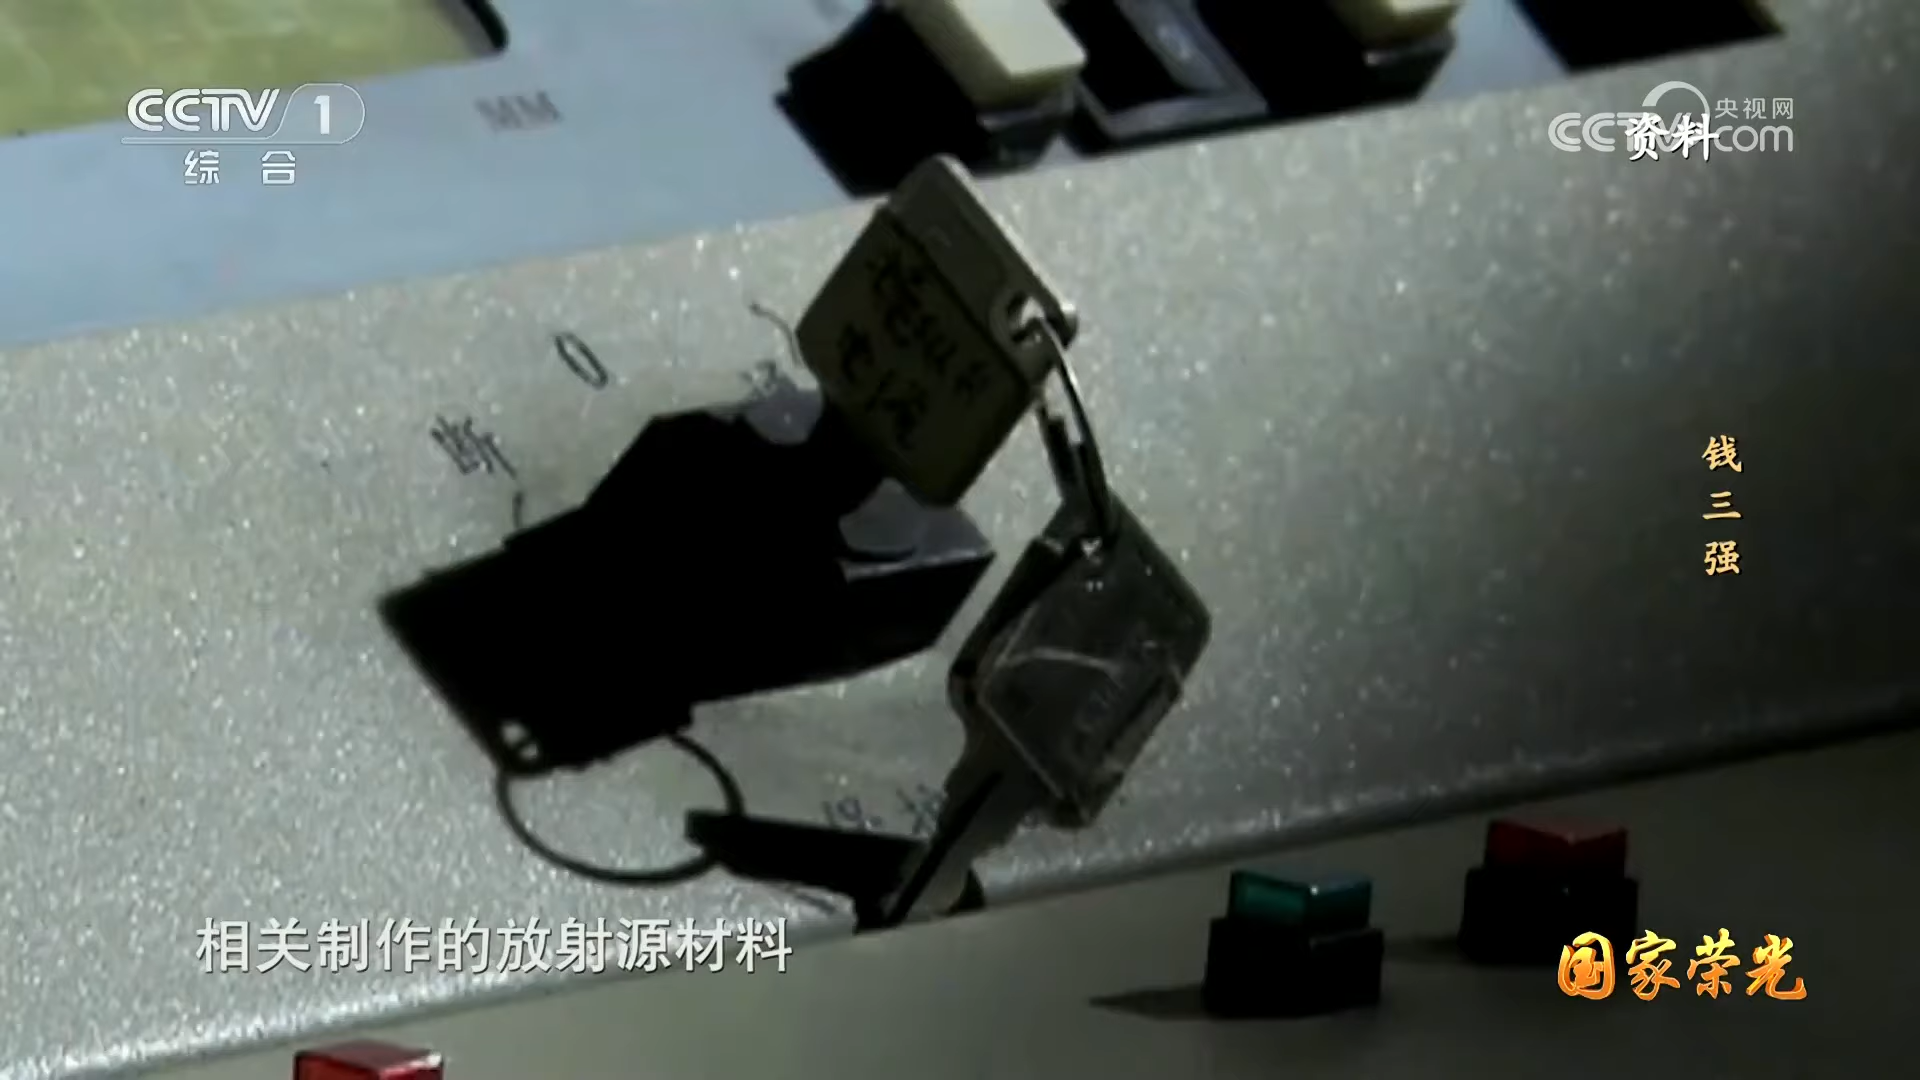 CCTV 1
综合
央视网
CCTV.com
资料
MM
0
断
钱三强
相关制作的放射源材料
国家荣光